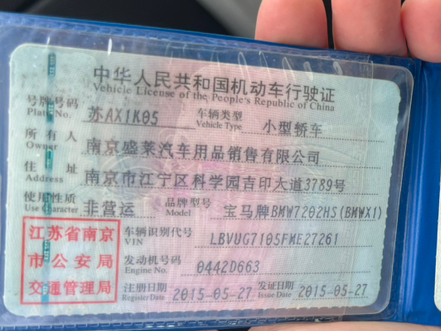 中华人民共和国机动车行驶证
Vehicle License of the People's Republic of China
号牌号码 Plate No. 苏AX1K05 车辆类型 Vehicle Type 小型轿车
所有人 Owner 南京盛莱汽车用品销售有限公司
住址 Address 南京市江宁区科学园吉印大道3789号
使用性质 Use Character 非营运 品牌型号 Model 宝马牌BMW7202HS(BMWX1)
江苏省南京市公安局交通管理局
车辆识别代号 VIN LBVUG7105FME27261
发动机号码 Engine No. 0442D663
注册日期 Register Date 2015-05-27 发证日期 Issue Date 2015-05-27